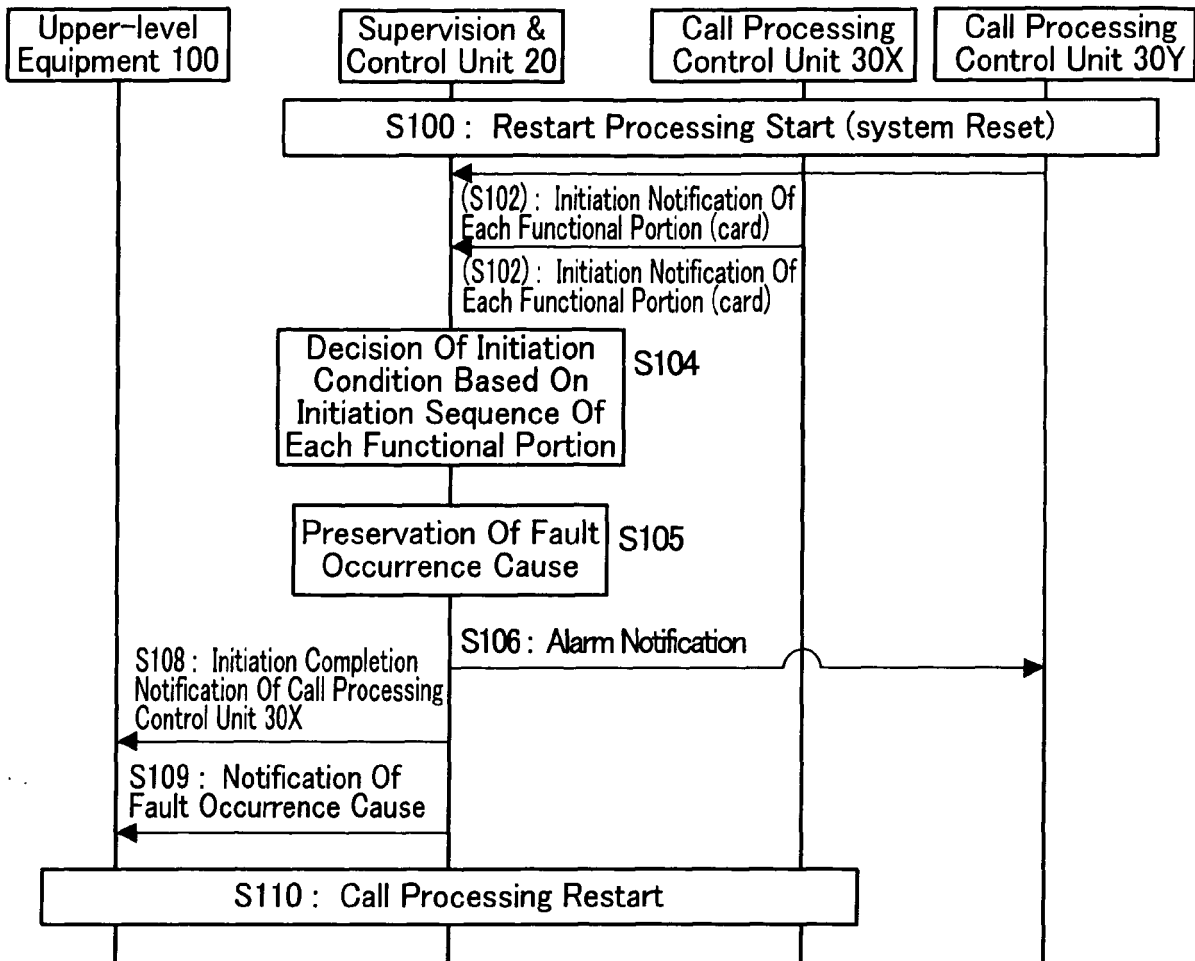 Upper-level
Equipment 100
Supervision &
Control Unit 20
Call Processing
Control Unit 30X
Call Processing
Control Unit 30Y
S100 : Restart Processing Start (system Reset)
(S102) : Initiation Notification Of
Each Functional Portion (card)
(S102) : Initiation Notification Of
Each Functional Portion (card)
Decision Of Initiation
Condition Based On
Initiation Sequence Of
Each Functional Portion
S104
Preservation Of Fault
Occurrence Cause
S105
S106 : Alarm Notification
S108 : Initiation Completion
Notification Of Call Processing
Control Unit 30X
S109 : Notification Of
Fault Occurrence Cause
S110 : Call Processing Restart